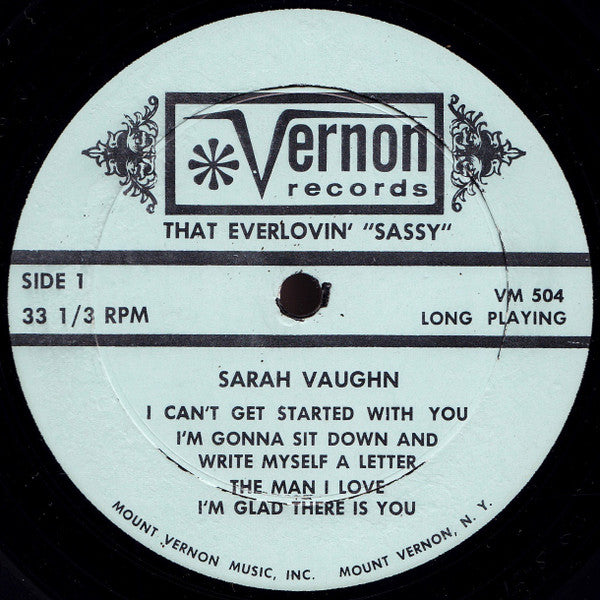 Vernon
records
THAT EVERLOVIN' "SASSY"
SIDE 1
33 1/3 RPM
VM 504
LONG PLAYING
SARAH VAUGHN
I CAN'T GET STARTED WITH YOU
I'M GONNA SIT DOWN AND
WRITE MYSELF A LETTER
THE MAN I LOVE
I'M GLAD THERE IS YOU
MOUNT VERNON MUSIC, INC. MOUNT VERNON, N. Y.